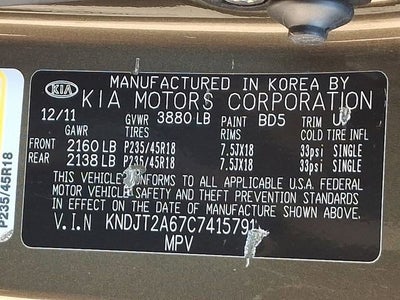 MANUFACTURED IN KOREA BY
KIA KIA MOTORS CORPORATION
12/11 GVWR 3880 LB PAINT BD5 TRIM
GAWR TIRES RIMS COLD TIRE INFL
FRONT 2160 LB P235/45R18 7.5JX18 33psi SINGLE
REAR 2138 LB P235/45R18 7.5JX18 33psi SINGLE
THIS VEHICLE CONFORMS TO ALL APPLICABLE U.S.A. FEDERAL
MOTOR VEHICLE SAFETY AND THEFT PREVENTION STANDARDS
IN EFFECT ON THE DATE OF MANUFACTURE SHOWN ABOVE.
V.I.N KNDJT2A67C7415791
MPV
P235/45R18